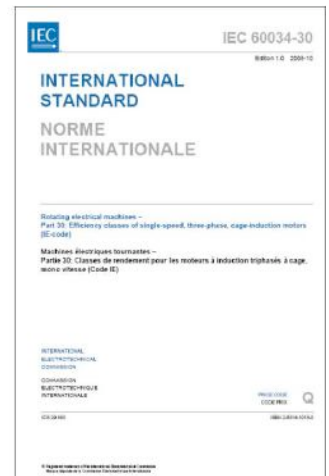 IEC
IEC 60034-30
Edition 1.0 2008-10
INTERNATIONAL
STANDARD
NORME
INTERNATIONALE
Rotating electrical machines –
Part 30: Efficiency classes of single-speed, three-phase, cage-induction motors
(IE-code)
Machines électriques tournantes –
Partie 30: Classes de rendement pour les moteurs à induction triphasés à cage,
mono vitesse (Code IE)
INTERNATIONAL
ELECTROTECHNICAL
COMMISSION
COMMISSION
ELECTROTECHNIQUE
INTERNATIONALE
PRICE CODE
CODE PRIX
Q